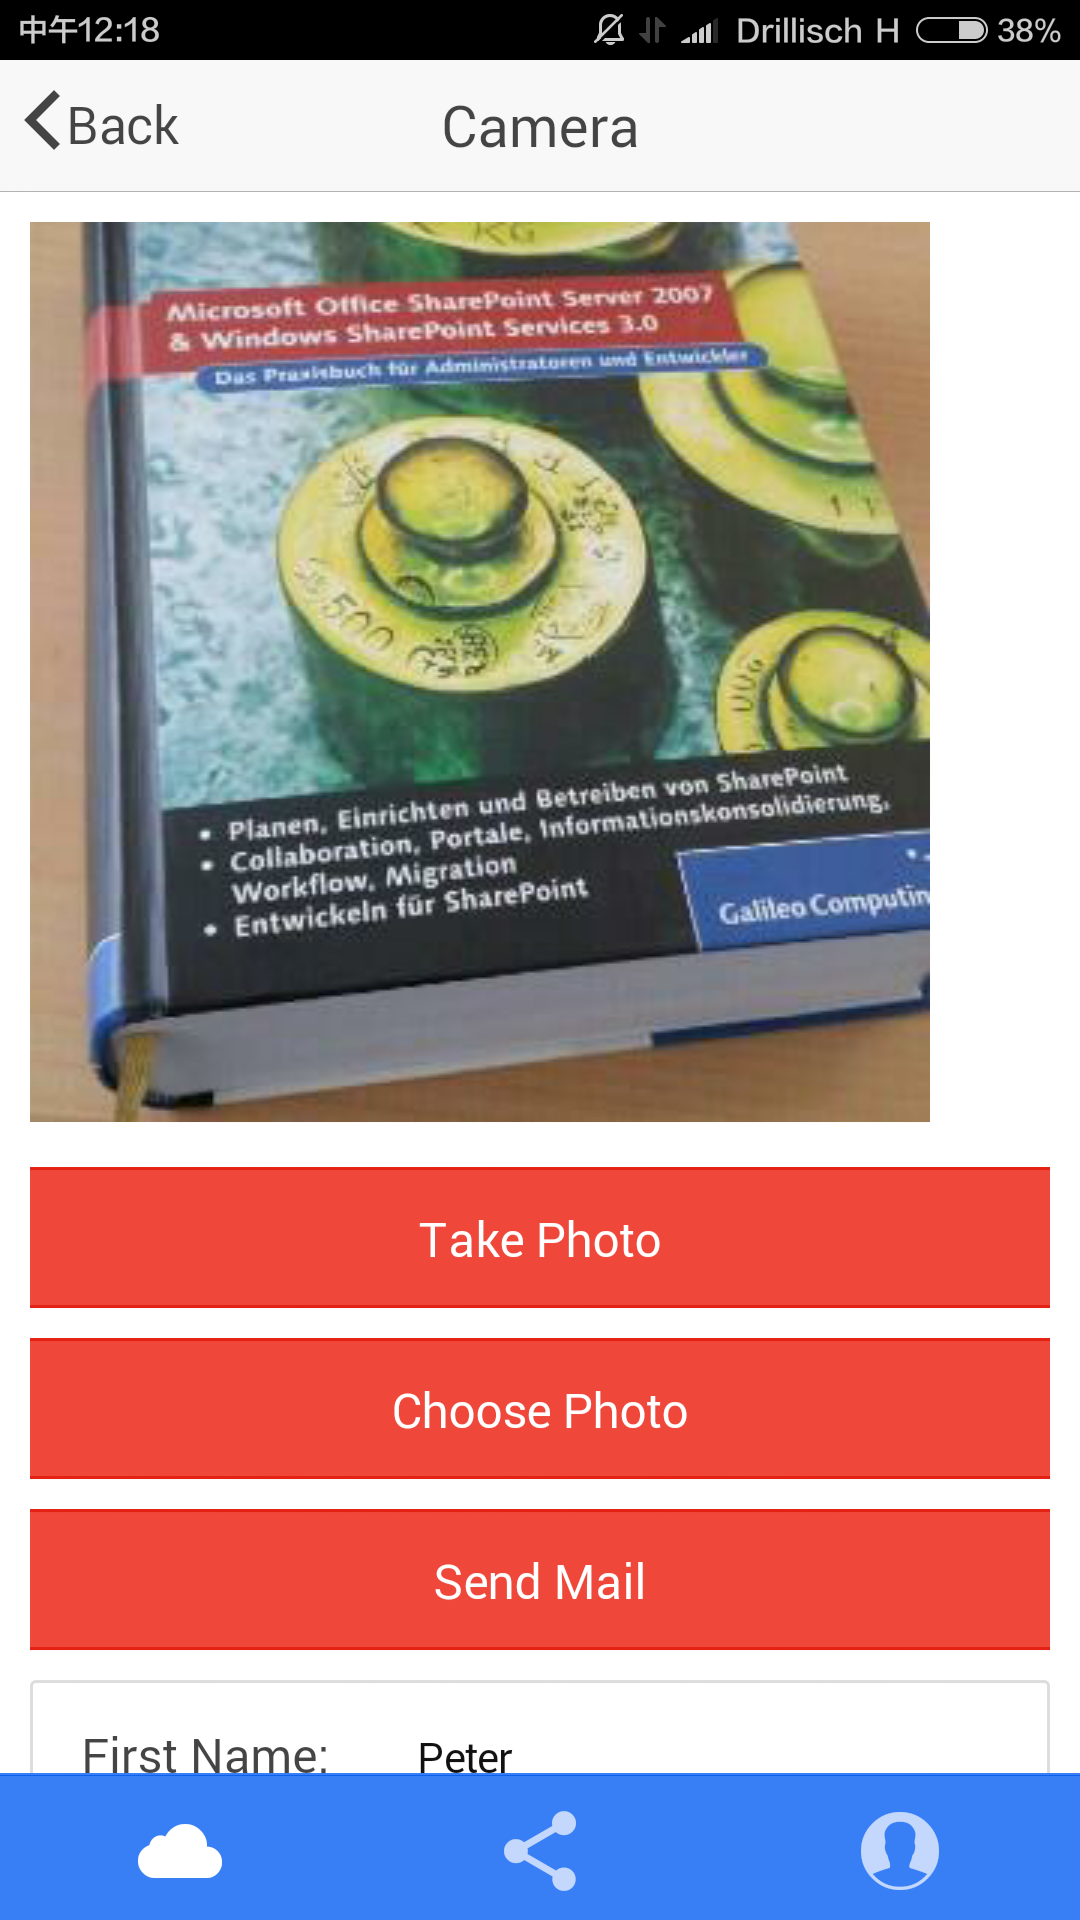 中午12:18
Drillisch H
38%
Back
Camera
KG
Microsoft Office SharePoint Server 2007
& Windows SharePoint Services 3.0
Das Praxisbuch für Administratoren und Entwickler
500
• Planen, Einrichten und Betreiben von SharePoint
• Collaboration, Portale, Informationskonsolidierung,
Workflow, Migration
• Entwickeln für SharePoint
Galileo Computin
Take Photo
Choose Photo
Send Mail
First Name: Peter